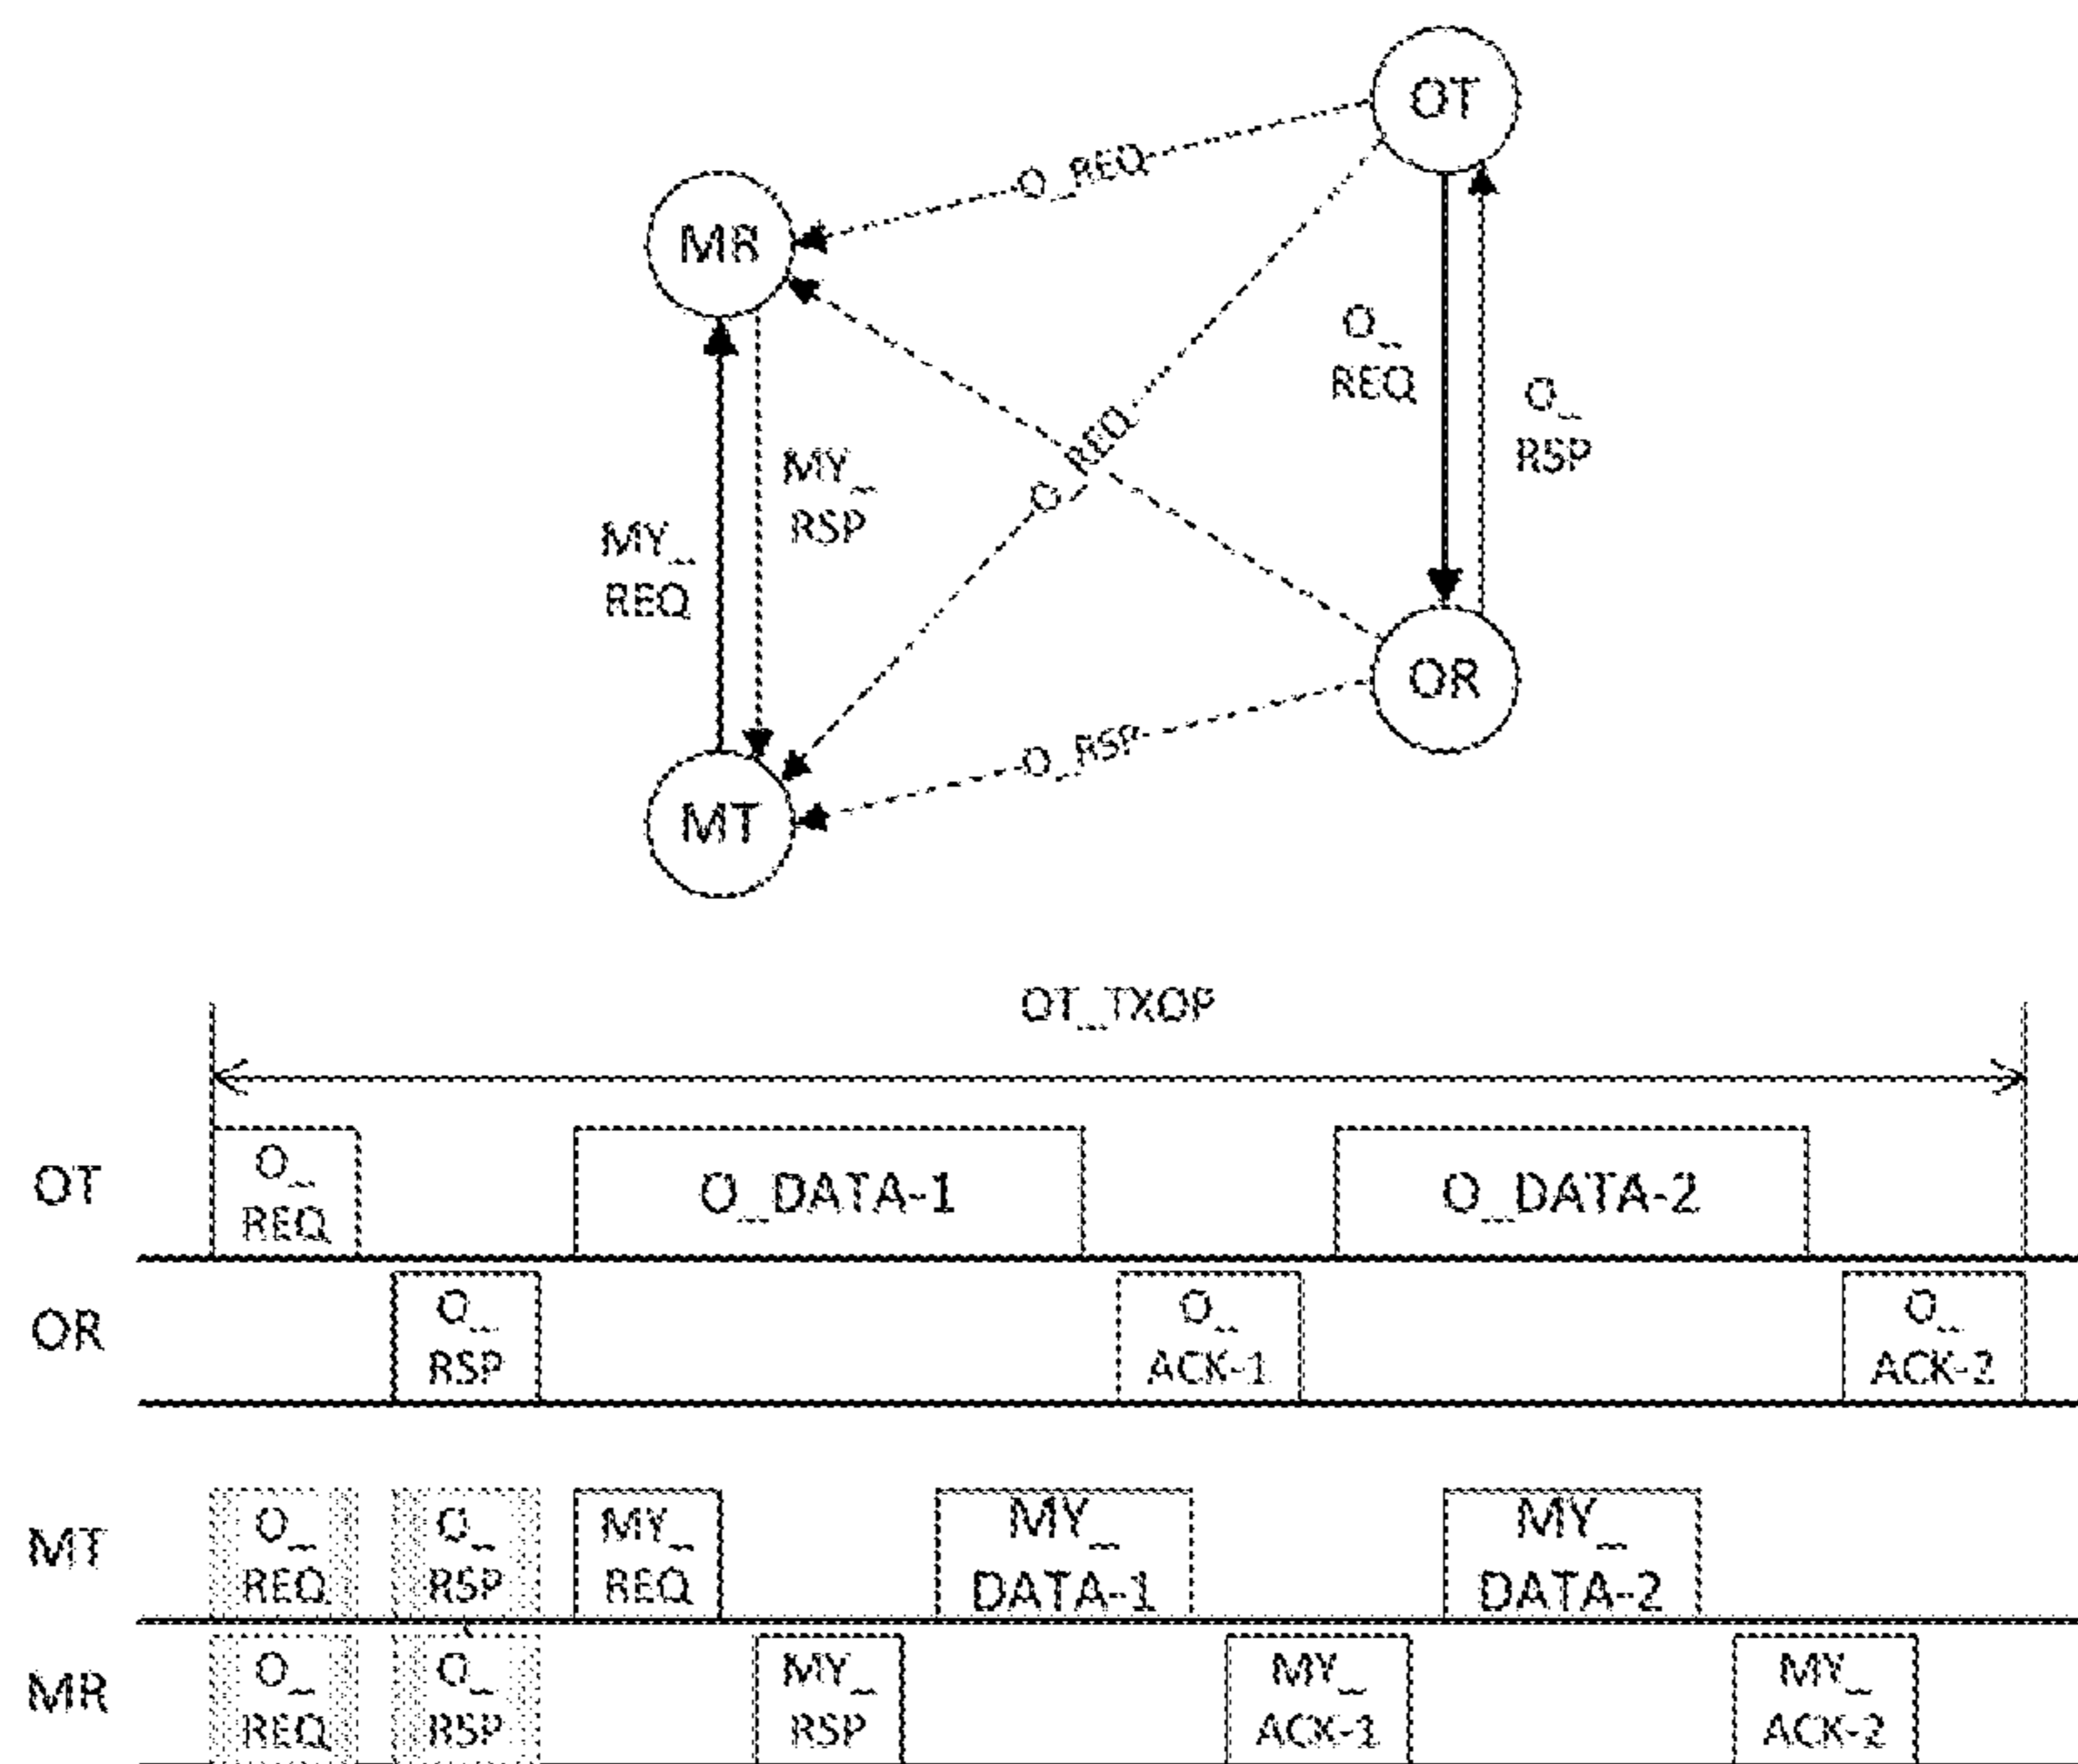 OT
O_REQ
MR
O_
REQ
O_
RSP
O_REQ
MY_
RSP
MY_
REQ
OR
O_RSP
MT
OT_TXOP
OT
O_
REQ
O_DATA-1
O_DATA-2
OR
O_
RSP
O_
ACK-1
O_
ACK-2
MT
O_
REQ
O_
RSP
MY_
REQ
MY_
DATA-1
MY_
DATA-2
MR
O_
REQ
O_
RSP
MY_
RSP
MY_
ACK-1
MY_
ACK-2